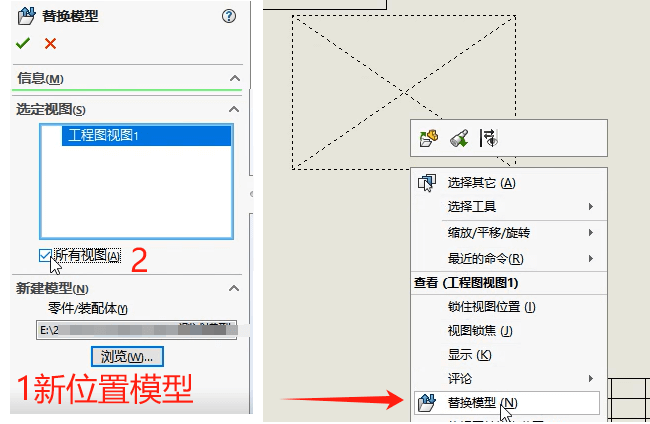 替换模型
信息(M)
选定视图(S)
工程图视图1
所有视图(A)
2
新建模型(N)
零件/装配体(Y)
E:\2
浏览(W)...
1新位置模型
选择其它 (A)
选择工具
缩放/平移/旋转
最近的命令(R)
查看 (工程图视图1)
锁住视图位置 (I)
视图锁焦 (J)
显示 (K)
评论
替换模型 (N)